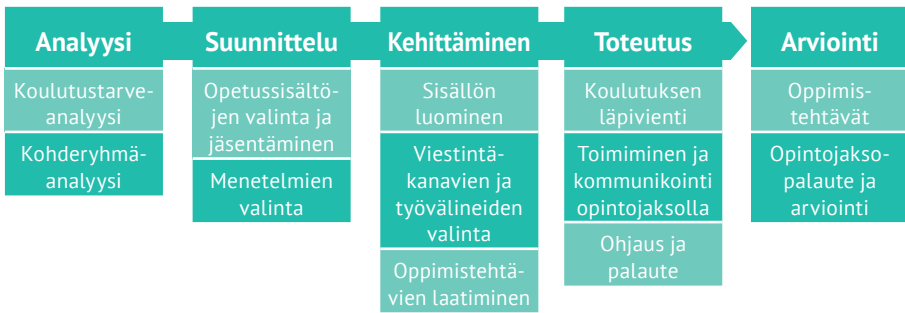 Analyysi
Koulutustarve-
analyysi
Kohderyhmä-
analyysi
Suunnittelu
Opetussisältö-
jen valinta ja
jäsentäminen
Menetelmien
valinta
Kehittäminen
Sisällön
luominen
Viestintä-
kanavien ja
työvälineiden
valinta
Oppimistehtä-
vien laatiminen
Toteutus
Koulutuksen
läpivienti
Toimiminen ja
kommunikointi
opintojaksolla
Ohjaus ja
palaute
Arviointi
Oppimis-
tehtävät
Opintojakso-
palaute ja
arviointi